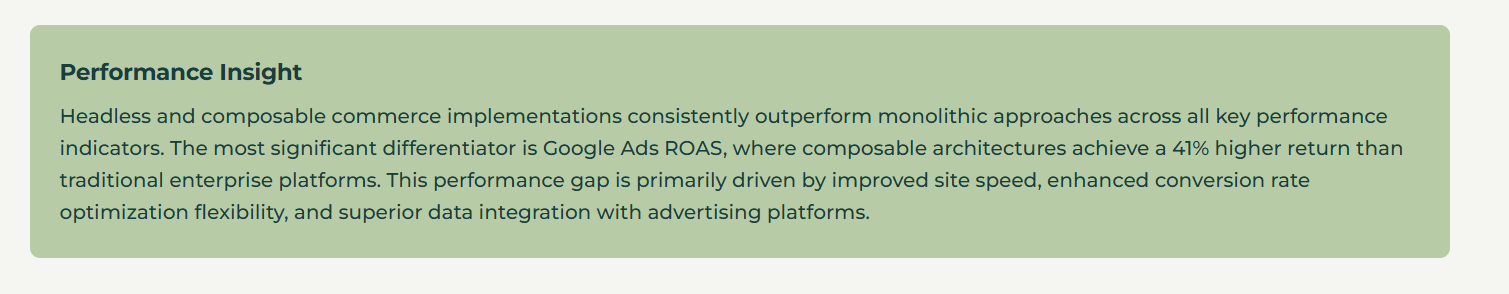 Performance Insight
Headless and composable commerce implementations consistently outperform monolithic approaches across all key performance
indicators. The most significant differentiator is Google Ads ROAS, where composable architectures achieve a 41% higher return than
traditional enterprise platforms. This performance gap is primarily driven by improved site speed, enhanced conversion rate
optimization flexibility, and superior data integration with advertising platforms.